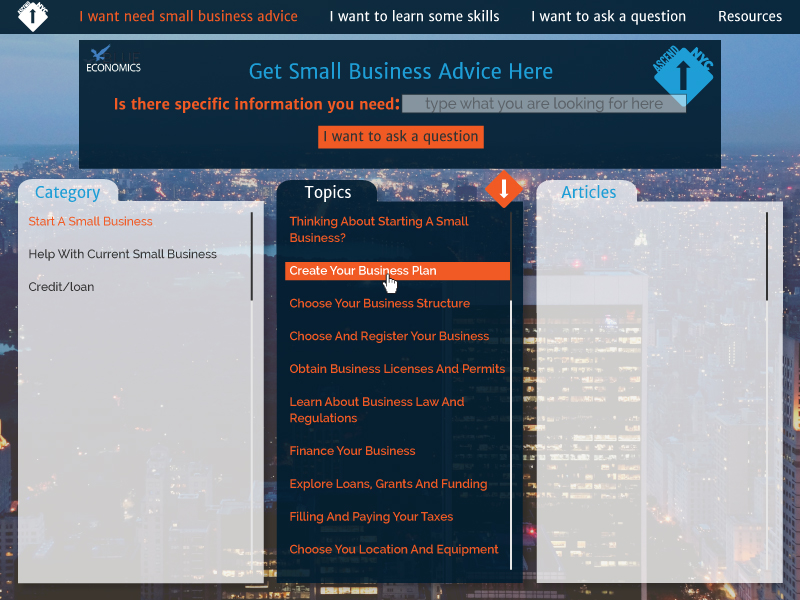 I want need small business advice
I want to learn some skills
I want to ask a question
Resources
ECONOMICS
Get Small Business Advice Here
ASCEND NYC
Is there specific information you need:
type what you are looking for here
I want to ask a question
Category
Start A Small Business
Help With Current Small Business
Credit/loan
Topics
Thinking About Starting A Small
Business?
Create Your Business Plan
Choose Your Business Structure
Choose And Register Your Business
Obtain Business Licenses And Permits
Learn About Business Law And
Regulations
Finance Your Business
Explore Loans, Grants And Funding
Filling And Paying Your Taxes
Choose You Location And Equipment
Articles